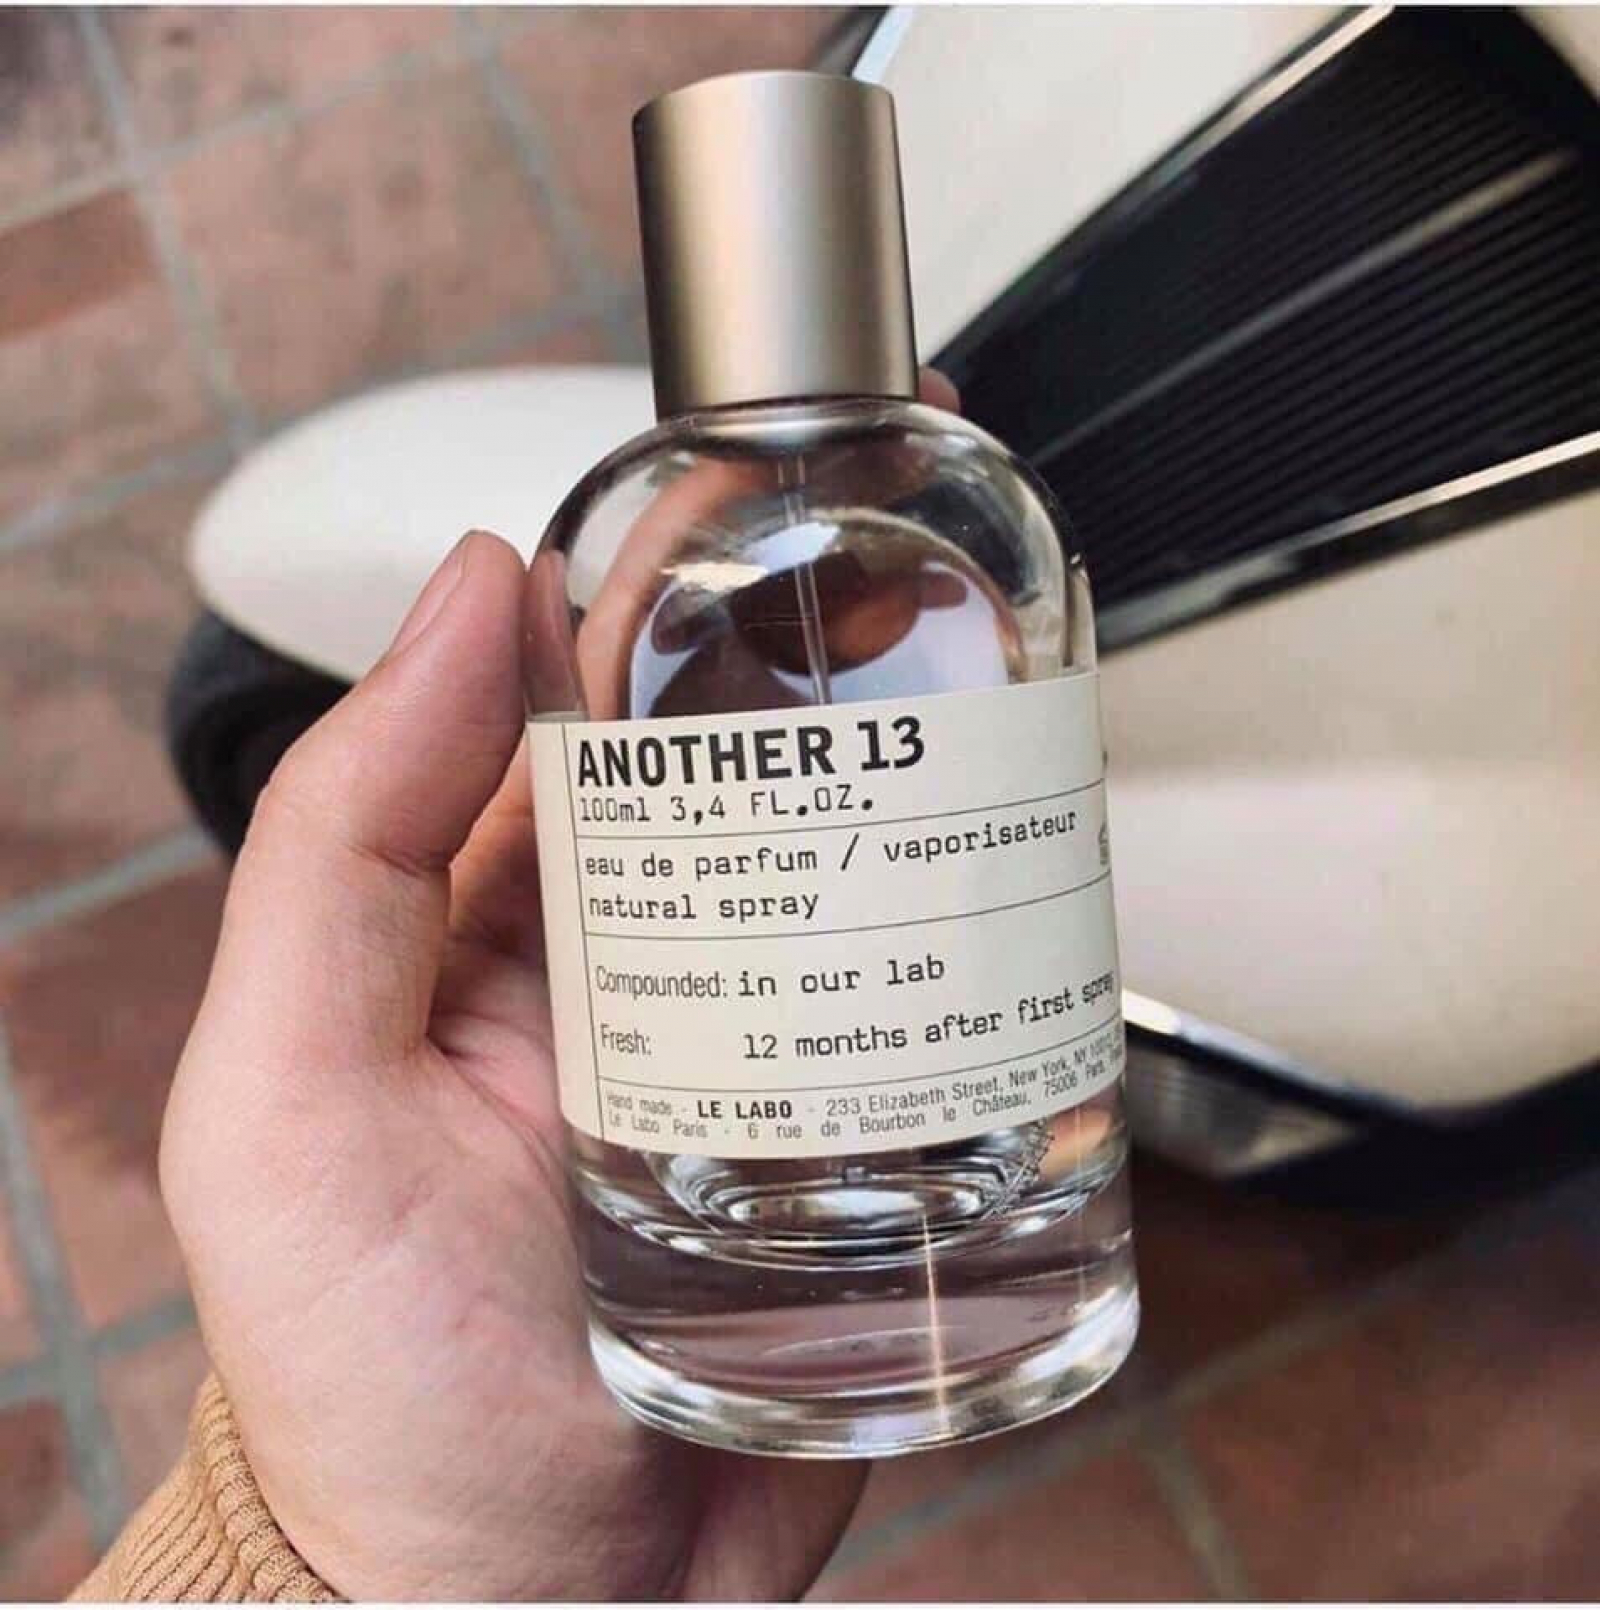 ANOTHER 13
100ml 3,4 FL.OZ.
eau de parfum / vaporisateur
natural spray
Compounded: in our lab
Fresh: 12 months after first spray
Hand made - LE LABO - 233 Elizabeth Street, New York, NY
Le Labo Paris - 6 rue de Bourbon le Château, 75006 Paris,